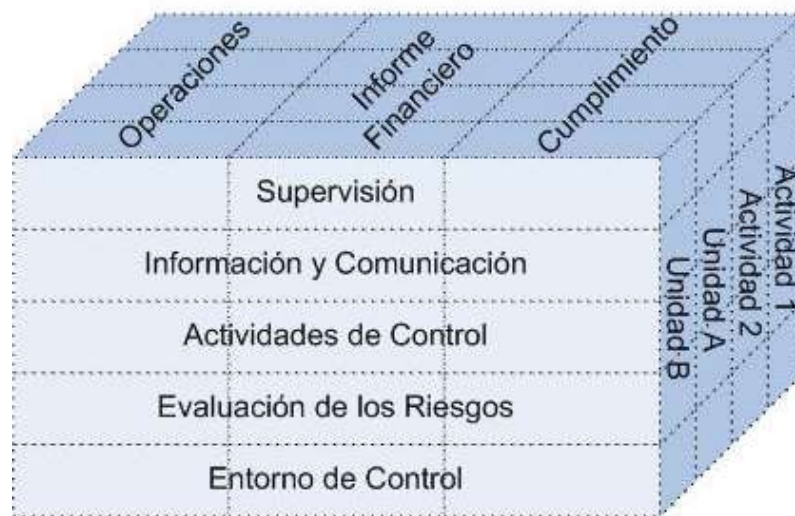 Operaciones
Informe
Financiero
Cumplimiento
Supervisión
Información y Comunicación
Actividades de Control
Evaluación de los Riesgos
Entorno de Control
Unidad B
Unidad A
Actividad 2
Actividad 1